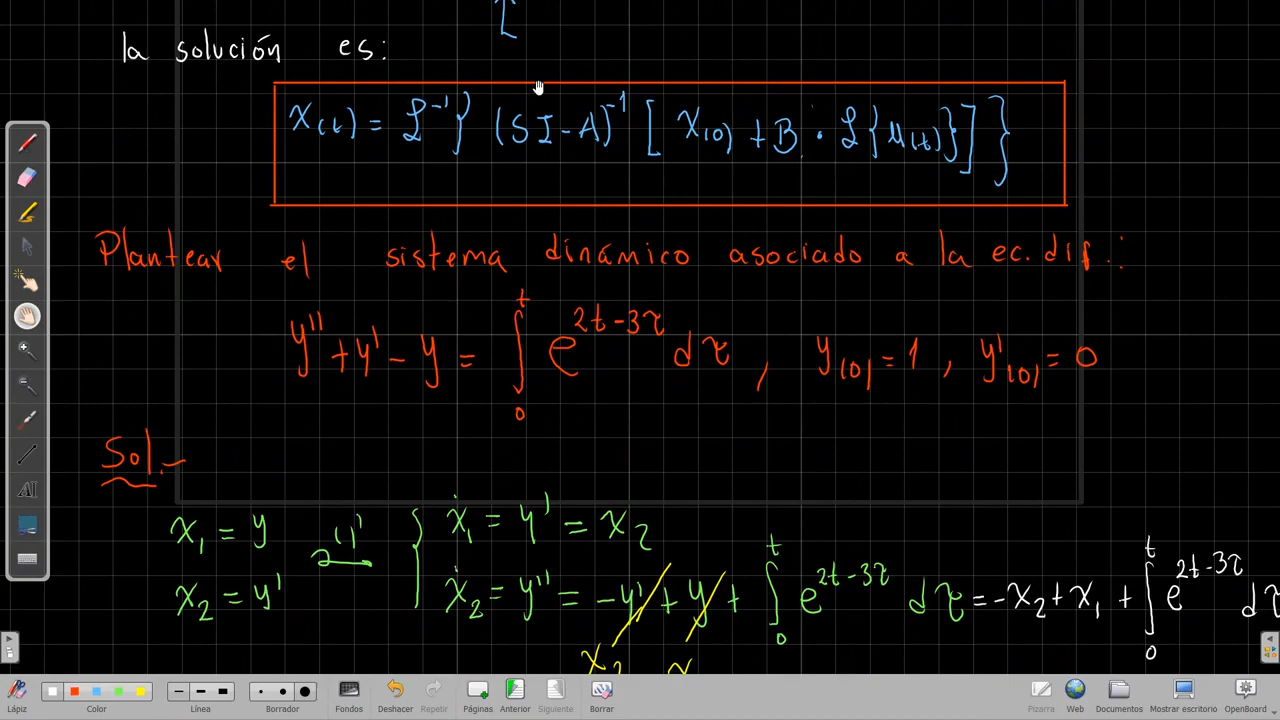 la solución es:
X(t) = ℒ⁻¹{ (SI-A)⁻¹ [ X(0) + B · ℒ{u(t)}] }
Plantear el sistema dinámico asociado a la ec. dif.:
y'' + y' - y = ∫₀ᵗ e^(2t-3τ) dτ , y(0) = 1 , y'(0) = 0
Sol.-
x₁ = y
x₂ = y'
ẋ₁ = y' = x₂
ẋ₂ = y'' = -y' + y + ∫₀ᵗ e^(2t-3τ) dτ = -x₂ + x₁ + ∫₀ᵗ e^(2t-3τ) dτ
x₂
Lápiz Color Línea Borrador Fondos Deshacer Repetir Páginas Anterior Siguiente Borrar Pizarra Web Documentos Mostrar escritorio OpenBoard